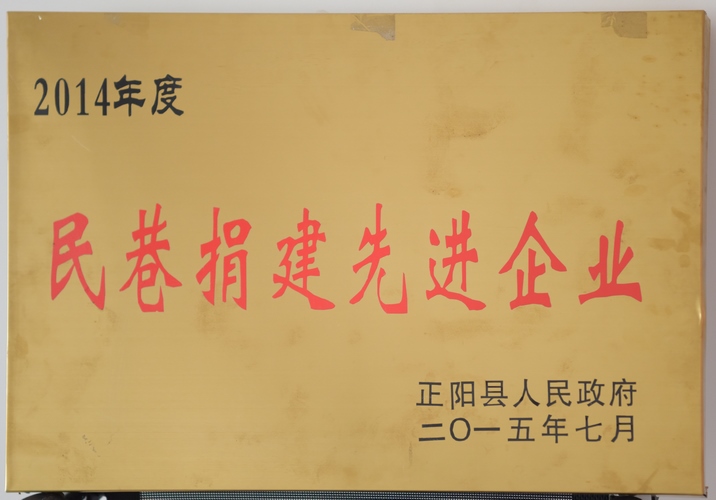 2014年度
民巷捐建先进企业
正阳县人民政府
二〇一五年七月